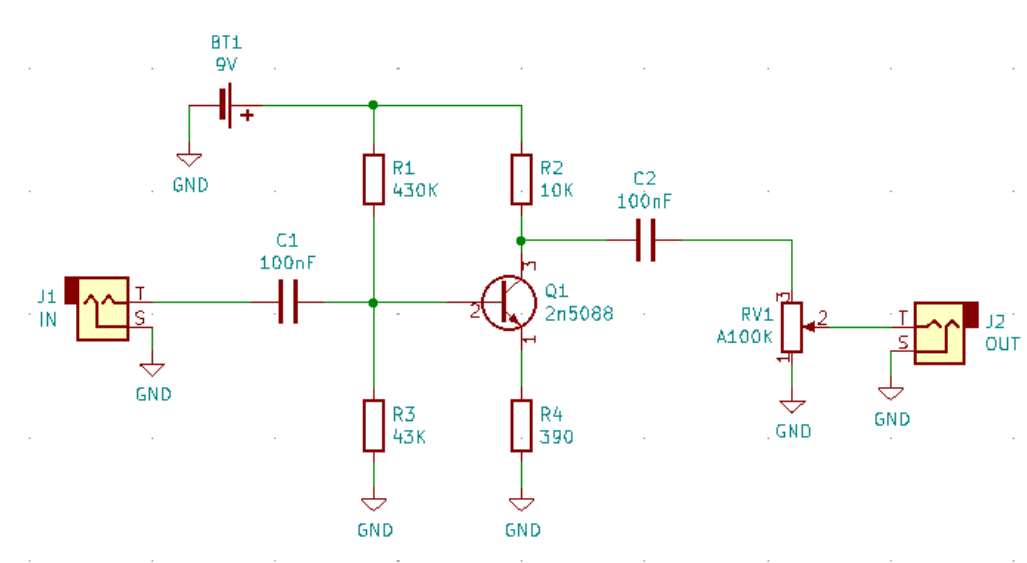 BT1
9V
GND
R1
430K
R2
10K
C2
100nF
C1
100nF
J1
IN
T
S
GND
3
2
Q1
2n5088
1
3
RV1
A100K
2
1
GND
T
S
J2
OUT
GND
R3
43K
GND
R4
390
GND